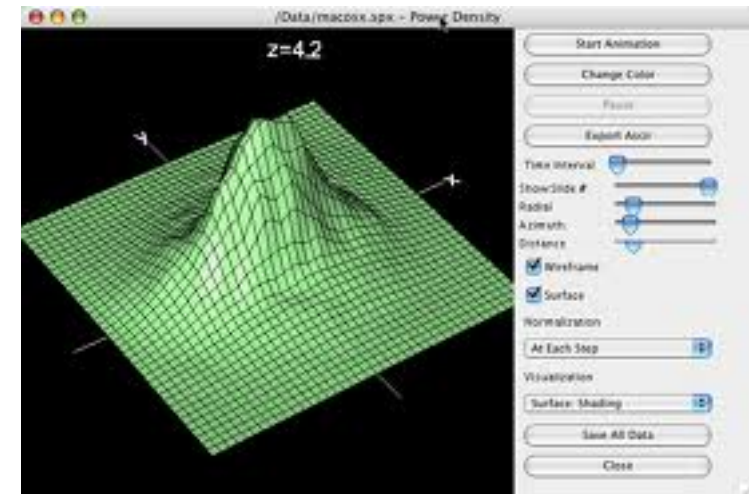 /Data/macosx.spx - Power Density
z=4.2
Y
X
Start Animation
Change Color
Pause
Export Ascii
Time Interval
Show Slide #
Radial
Azimuth:
Distance
Wireframe
Surface
Normalization
At Each Step
Visualization
Surface: Shading
Save All Data
Close